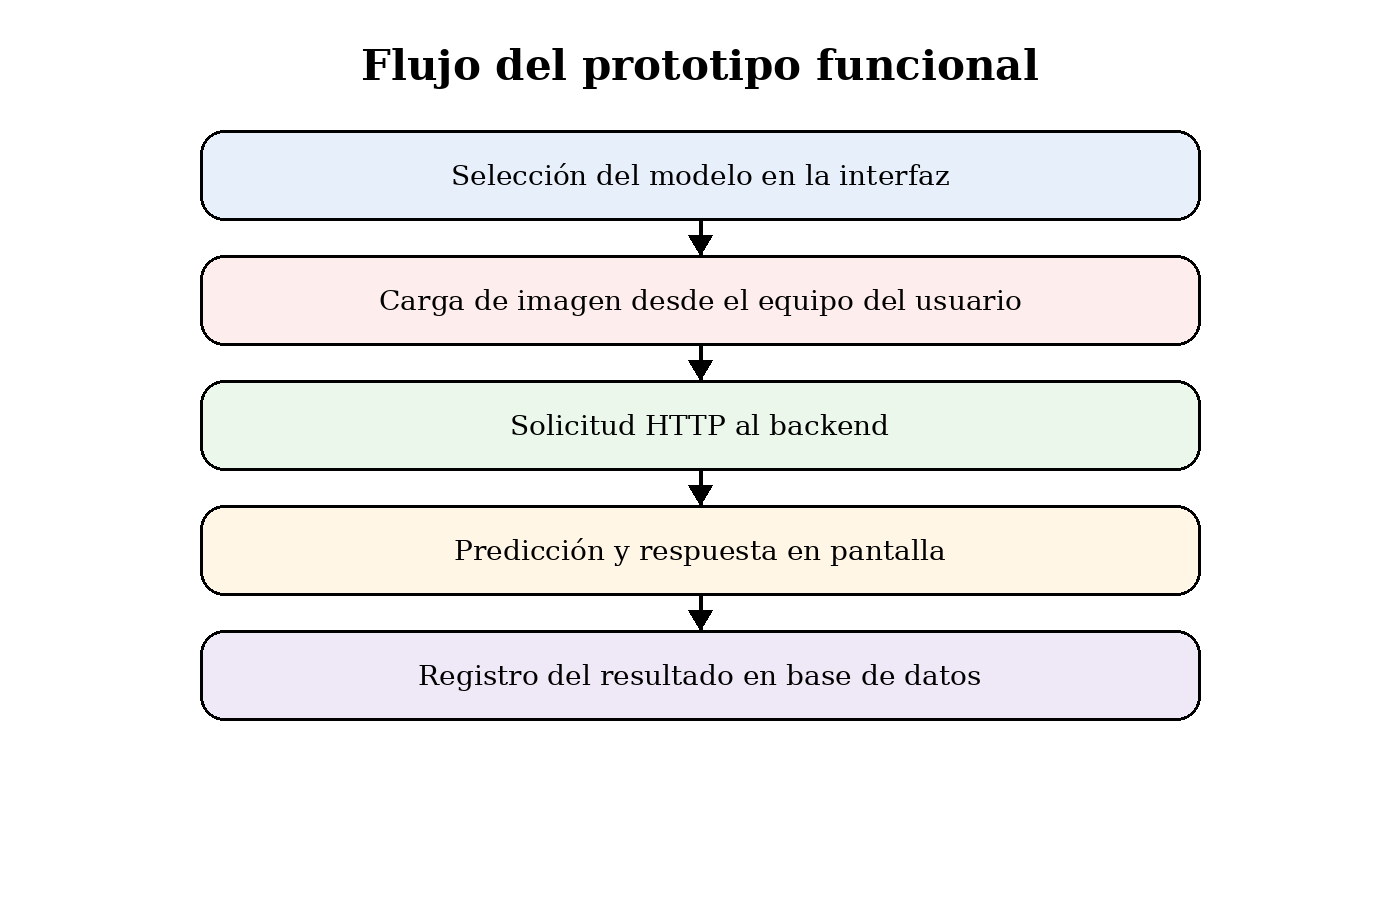 Flujo del prototipo funcional
Selección del modelo en la interfaz
Carga de imagen desde el equipo del usuario
Solicitud HTTP al backend
Predicción y respuesta en pantalla
Registro del resultado en base de datos